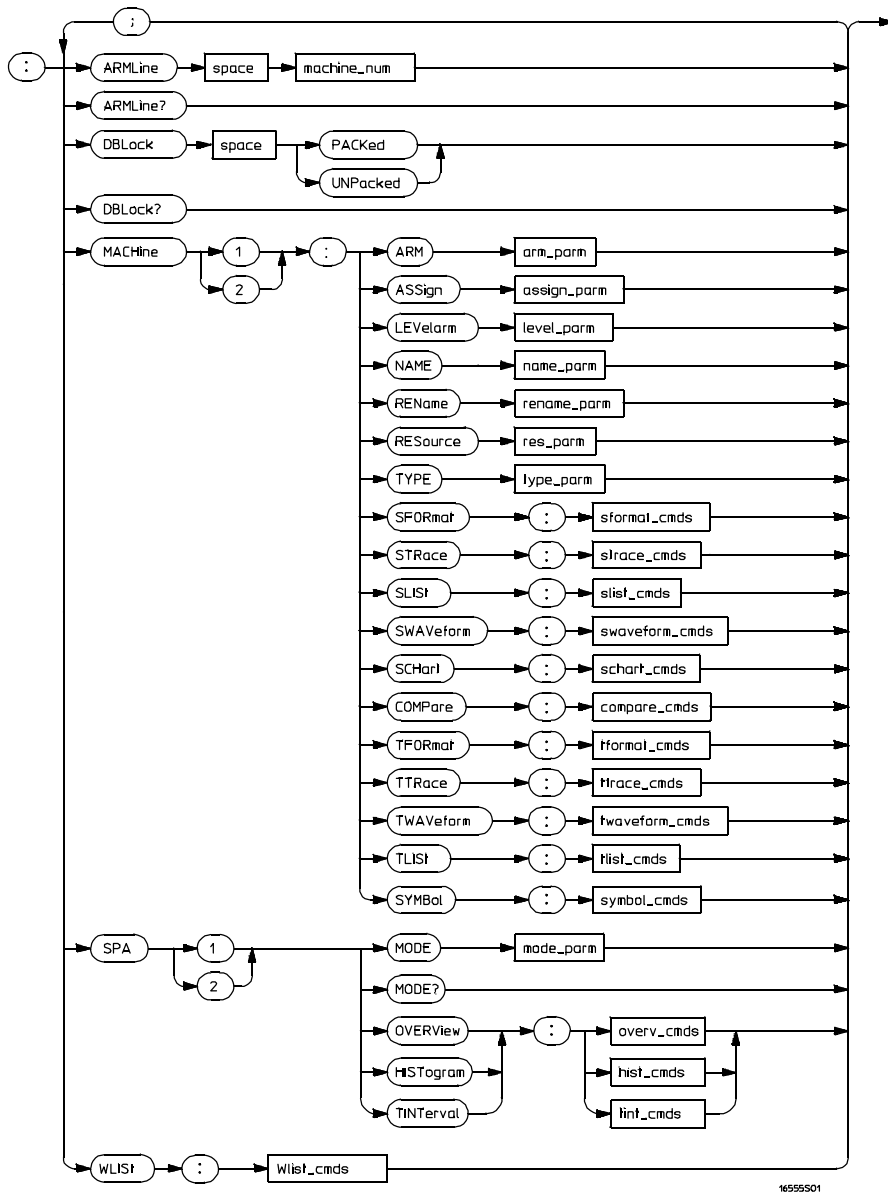 ;
: ARMLine space machine_num
ARMLine?
DBLock space PACKed
UNPacked
DBLock?
MACHine 1 : ARM arm_parm
2 ASSign assign_parm
LEVelarm level_parm
NAME name_parm
REName rename_parm
RESource res_parm
TYPE type_parm
SFORmat : sformat_cmds
STRace : strace_cmds
SLISt : slist_cmds
SWAVeform : swaveform_cmds
SCHart : schart_cmds
COMPare : compare_cmds
TFORmat : tformat_cmds
TTRace : ttrace_cmds
TWAVeform : twaveform_cmds
TLISt : tlist_cmds
SYMBol : symbol_cmds
SPA 1 MODE mode_parm
2 MODE?
OVERView : overv_cmds
HISTogram hist_cmds
TINTerval tint_cmds
WLISt : Wlist_cmds
16555S01